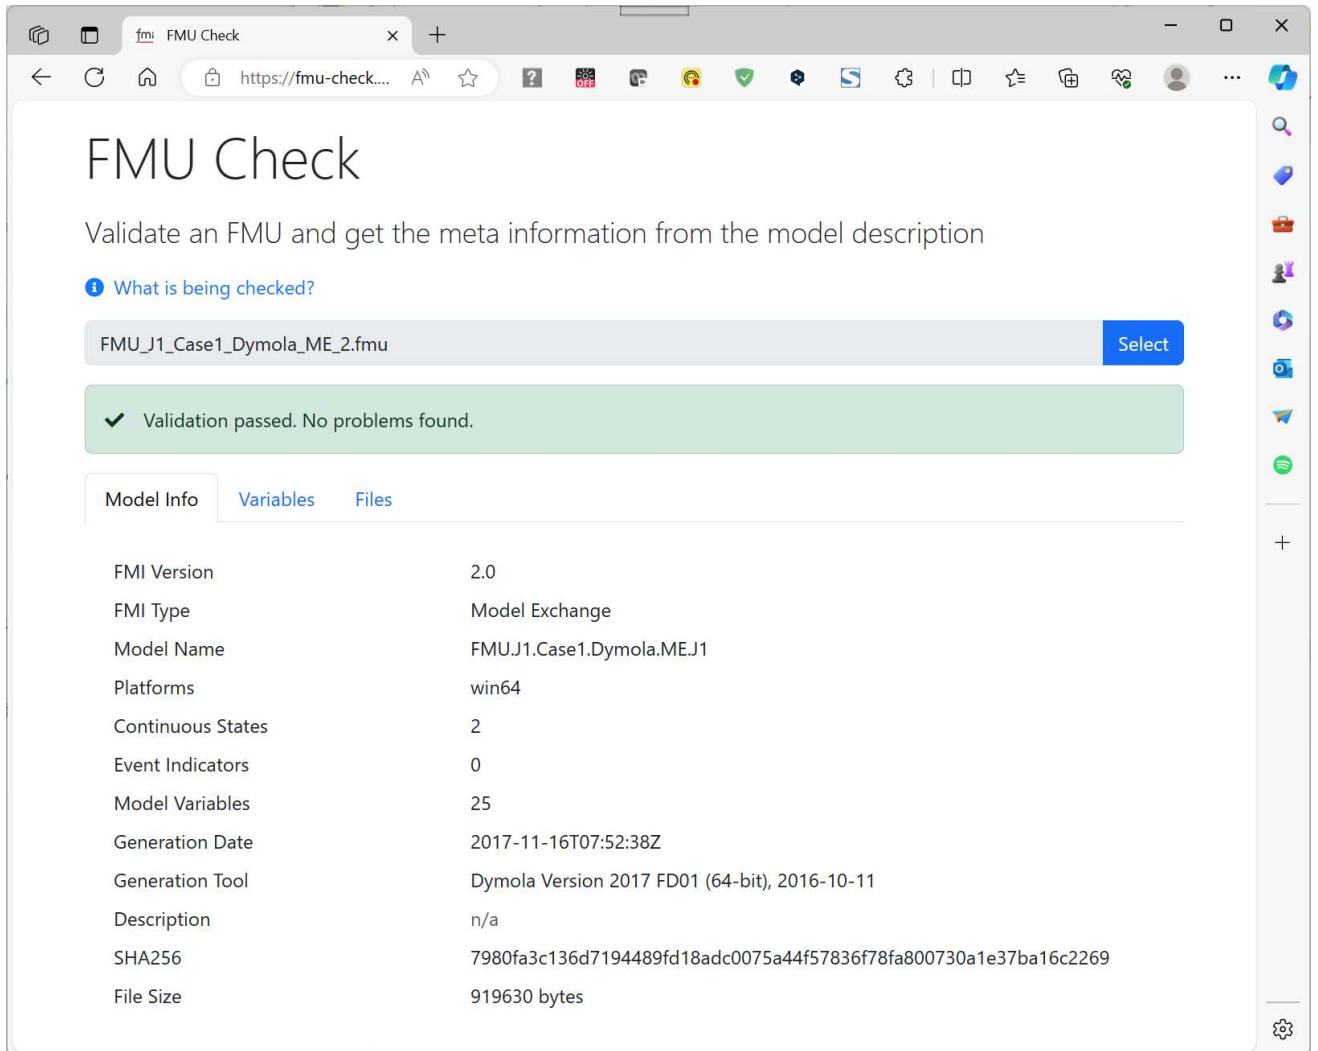 fmi FMU Check
https://fmu-check....
OFF
FMU Check
Validate an FMU and get the meta information from the model description
What is being checked?
FMU_J1_Case1_Dymola_ME_2.fmu Select
Validation passed. No problems found.
Model Info Variables Files
FMI Version 2.0
FMI Type Model Exchange
Model Name FMU.J1.Case1.Dymola.ME.J1
Platforms win64
Continuous States 2
Event Indicators 0
Model Variables 25
Generation Date 2017-11-16T07:52:38Z
Generation Tool Dymola Version 2017 FD01 (64-bit), 2016-10-11
Description n/a
SHA256 7980fa3c136d7194489fd18adc0075a44f57836f78fa800730a1e37ba16c2269
File Size 919630 bytes